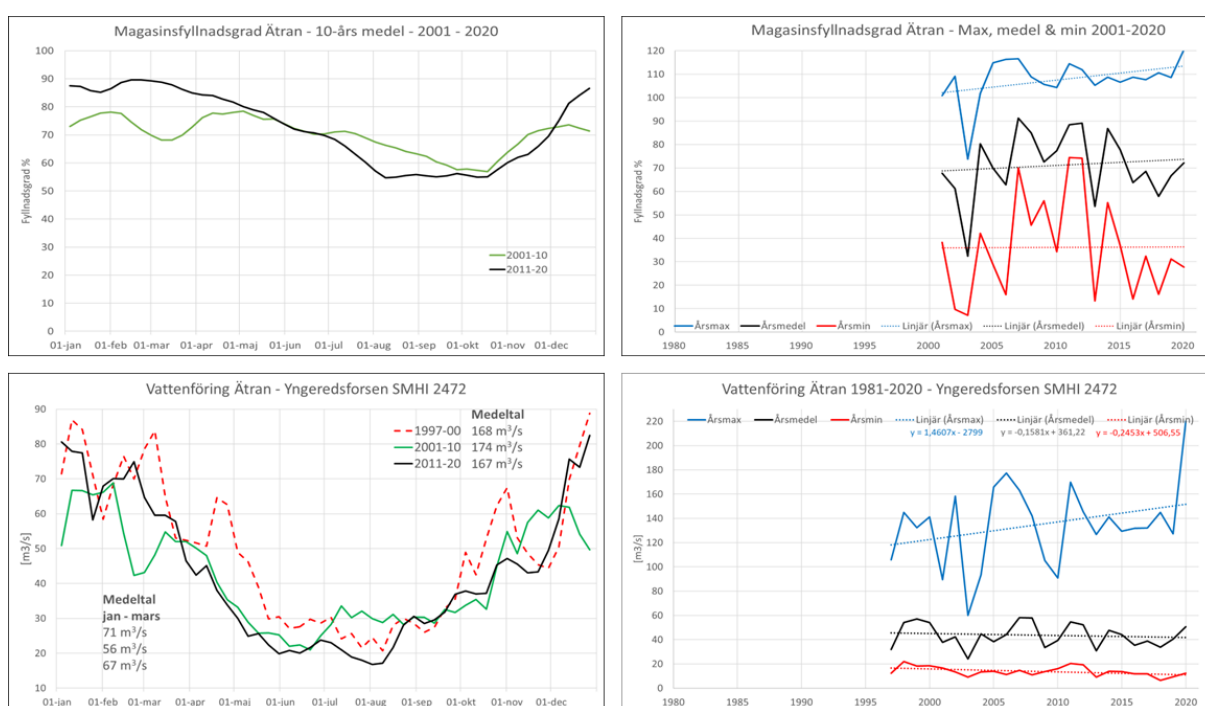 Magasinsfyllnadsgrad Ätran - 10-års medel - 2001 - 2020
Fyllnadsgrad %
100
90
80
70
60
50
40
30
20
10
0
2001-10
2011-20
01-jan 01-feb 01-mar 01-apr 01-maj 01-jun 01-jul 01-aug 01-sep 01-okt 01-nov 01-dec
Magasinsfyllnadsgrad Ätran - Max, medel & min 2001-2020
Fyllnadsgrad %
120
110
100
90
80
70
60
50
40
30
20
10
0
Årsmax Årsmedel Årsmin Linjär (Årsmax) Linjär (Årsmedel) Linjär (Årsmin)
1980 1985 1990 1995 2000 2005 2010 2015 2020
Vattenföring Ätran - Yngeredsforsen SMHI 2472
[m3/s]
90
80
70
60
50
40
30
20
10
Medeltal
1997-00 168 m³/s
2001-10 174 m³/s
2011-20 167 m³/s
Medeltal
jan - mars
71 m³/s
56 m³/s
67 m³/s
01-jan 01-feb 01-mar 01-apr 01-maj 01-jun 01-jul 01-aug 01-sep 01-okt 01-nov 01-dec
Vattenföring Ätran 1981-2020 - Yngeredsforsen SMHI 2472
Årsmax Årsmedel Årsmin Linjär (Årsmax) Linjär (Årsmedel) Linjär (Årsmin)
y = 1,4607x - 2799 y = -0,1581x + 361,22 y = -0,2453x + 506,55
[m3/s]
220
200
180
160
140
120
100
80
60
40
20
0
1980 1985 1990 1995 2000 2005 2010 2015 2020